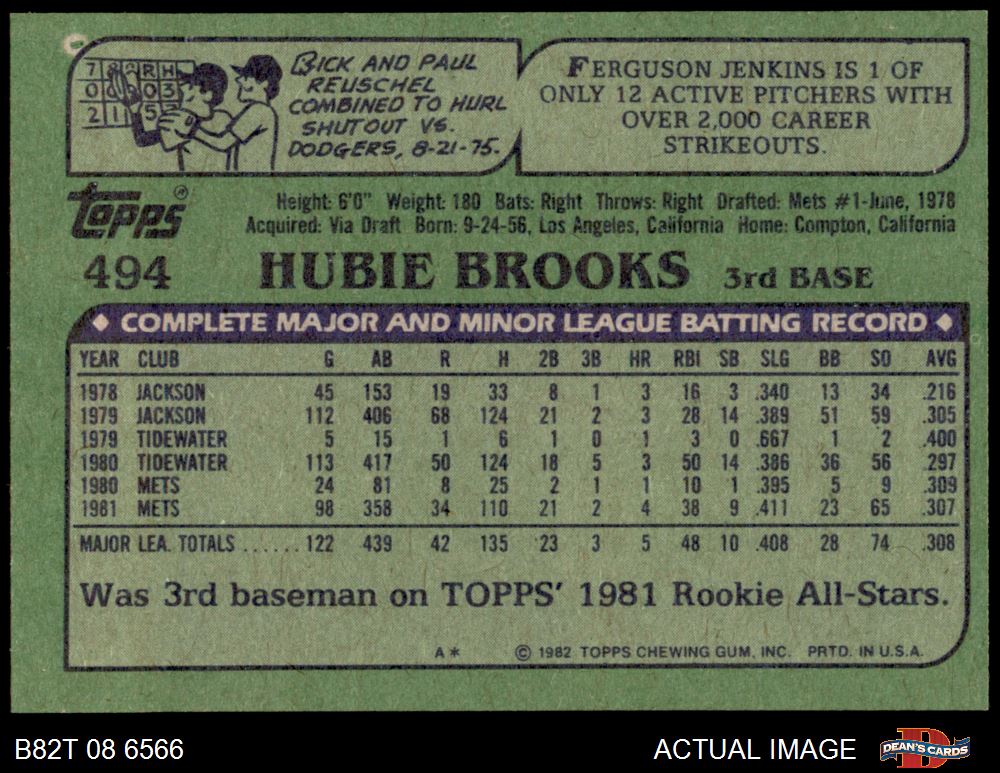 7 8 9 R H
0 0 0 3
2 1 5
RICK AND PAUL
REUSCHEL
COMBINED TO HURL
SHUTOUT VS.
DODGERS, 8-21-75.
FERGUSON JENKINS IS 1 OF
ONLY 12 ACTIVE PITCHERS WITH
OVER 2,000 CAREER
STRIKEOUTS.
Topps®
Height: 6'0" Weight: 180 Bats: Right Throws: Right Drafted: Mets #1-June, 1978
Acquired: Via Draft Born: 9-24-56, Los Angeles, California Home: Compton, California
494 HUBIE BROOKS 3rd BASE
COMPLETE MAJOR AND MINOR LEAGUE BATTING RECORD
YEAR CLUB G AB R H 2B 3B HR RBI SB SLG BB SO AVG
1978 JACKSON 45 153 19 33 8 1 3 16 3 .340 13 34 .216
1979 JACKSON 112 406 68 124 21 2 3 28 14 .389 51 59 .305
1979 TIDEWATER 5 15 1 6 1 0 1 3 0 .667 1 2 .400
1980 TIDEWATER 113 417 50 124 18 5 3 50 14 .386 36 56 .297
1980 METS 24 81 8 25 2 1 1 10 1 .395 5 9 .309
1981 METS 98 358 34 110 21 2 4 38 9 .411 23 65 .307
MAJOR LEA. TOTALS ...... 122 439 42 135 23 3 5 48 10 .408 28 74 .308
Was 3rd baseman on TOPPS' 1981 Rookie All-Stars.
A* © 1982 TOPPS CHEWING GUM, INC. PRTD. IN U.S.A.
B82T 08 6566 ACTUAL IMAGE DEAN'S CARDS